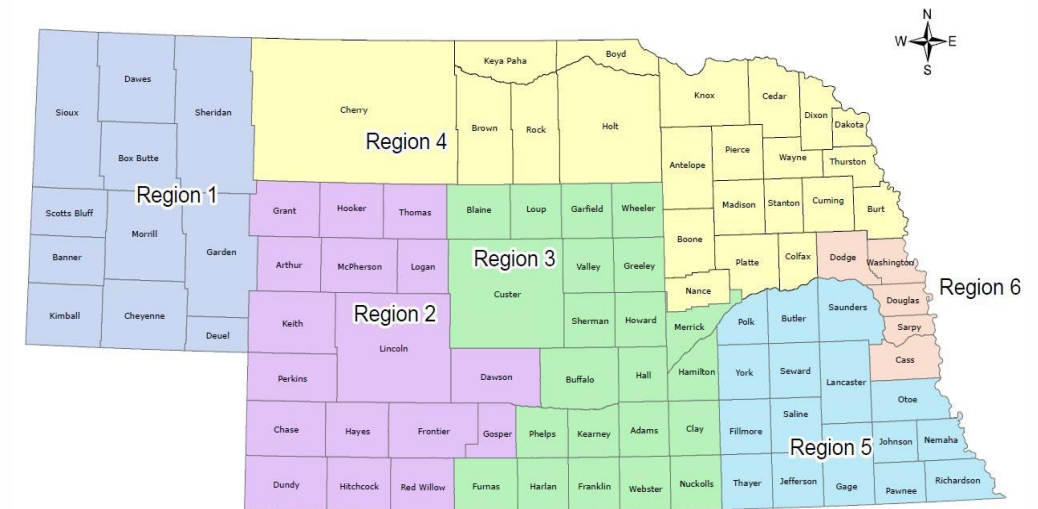 N
W E
S
Boyd
Keya Paha
Dawes
Sioux
Sheridan
Cherry
Knox
Cedar
Dixon
Dakota
Brown
Rock
Holt
Region 4
Box Butte
Antelope
Pierce
Wayne
Thurston
Region 1
Scotts Bluff
Morrill
Garden
Grant
Hooker
Thomas
Blaine
Loup
Garfield
Wheeler
Madison
Stanton
Cuming
Burt
Boone
Platte
Colfax
Dodge
Washington
Banner
Arthur
McPherson
Logan
Region 3
Custer
Valley
Greeley
Nance
Douglas
Region 6
Kimball
Cheyenne
Deuel
Keith
Region 2
Lincoln
Sherman
Howard
Merrick
Polk
Butler
Saunders
Sarpy
Cass
Perkins
Dawson
Buffalo
Hall
Hamilton
York
Seward
Lancaster
Otoe
Chase
Hayes
Frontier
Gosper
Phelps
Kearney
Adams
Clay
Fillmore
Saline
Region 5
Johnson
Nemaha
Dundy
Hitchcock
Red Willow
Furnas
Harlan
Franklin
Webster
Nuckolls
Thayer
Jefferson
Gage
Pawnee
Richardson